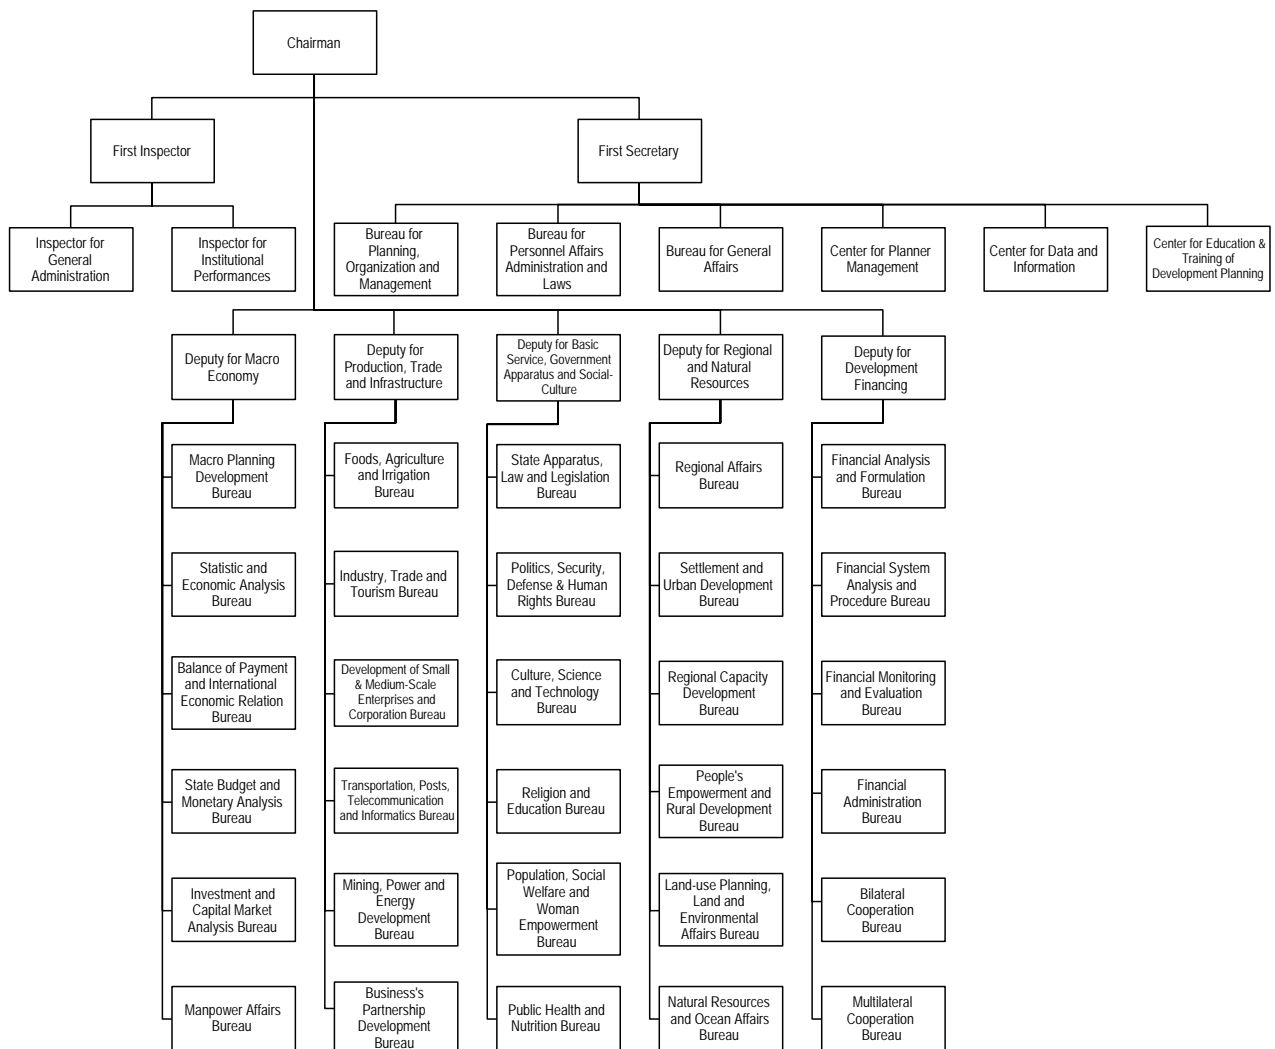 Chairman
First Inspector
First Secretary
Inspector for
General
Administration
Inspector for
Institutional
Performances
Bureau for
Planning,
Organization and
Management
Bureau for
Personnel Affairs
Administration and
Laws
Bureau for General
Affairs
Center for Planner
Management
Center for Data and
Information
Center for Education &
Training of
Development Planning
Deputy for Macro
Economy
Deputy for
Production, Trade
and Infrastructure
Deputy for Basic
Service, Government
Apparatus and Social-
Culture
Deputy for Regional
and Natural
Resources
Deputy for
Development
Financing
Macro Planning
Development
Bureau
Foods, Agriculture
and Irrigation
Bureau
State Apparatus,
Law and Legislation
Bureau
Regional Affairs
Bureau
Financial Analysis
and Formulation
Bureau
Statistic and
Economic Analysis
Bureau
Industry, Trade and
Tourism Bureau
Politics, Security,
Defense & Human
Rights Bureau
Settlement and
Urban Development
Bureau
Financial System
Analysis and
Procedure Bureau
Balance of Payment
and International
Economic Relation
Bureau
Development of Small
& Medium-Scale
Enterprises and
Corporation Bureau
Culture, Science
and Technology
Bureau
Regional Capacity
Development
Bureau
Financial Monitoring
and Evaluation
Bureau
State Budget and
Monetary Analysis
Bureau
Transportation, Posts,
Telecommunication
and Informatics Bureau
Religion and
Education Bureau
People's
Empowerment and
Rural Development
Bureau
Financial
Administration
Bureau
Investment and
Capital Market
Analysis Bureau
Mining, Power and
Energy
Development
Bureau
Population, Social
Welfare and
Woman
Empowerment
Bureau
Land-use Planning,
Land and
Environmental
Affairs Bureau
Bilateral
Cooperation
Bureau
Manpower Affairs
Bureau
Business's
Partnership
Development
Bureau
Public Health and
Nutrition Bureau
Natural Resources
and Ocean Affairs
Bureau
Multilateral
Cooperation
Bureau